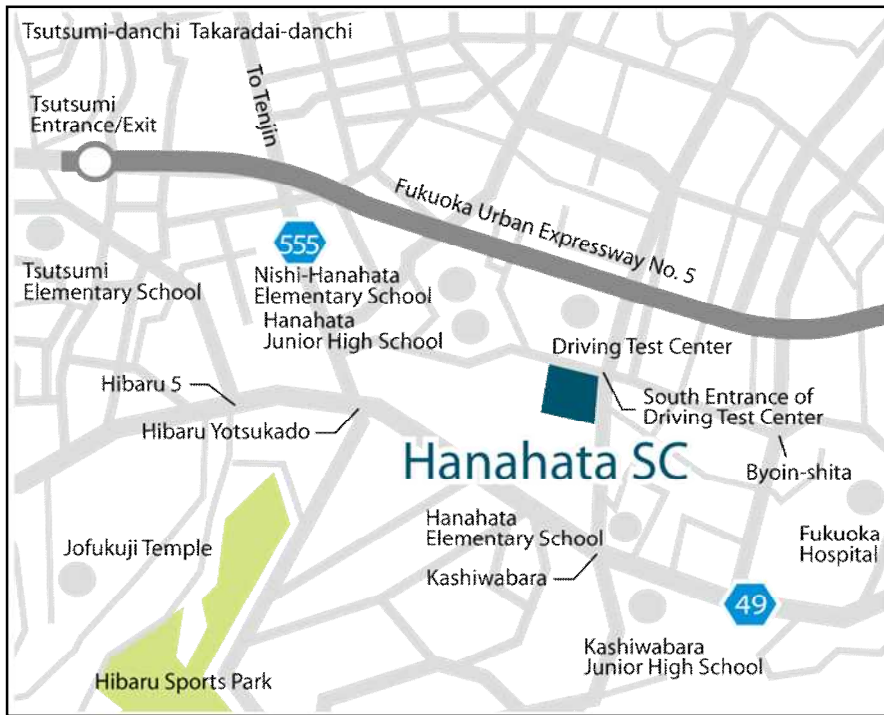 Tsutsumi-danchi Takaradai-danchi
To Tenjin
Tsutsumi
Entrance/Exit
Fukuoka Urban Expressway No. 5
555
Tsutsumi
Elementary School
Nishi-Hanahata
Elementary School
Hanahata
Junior High School
Driving Test Center
Hibaru 5
South Entrance of
Driving Test Center
Hibaru Yotsukado
Hanahata SC
Byoin-shita
Hanahata
Elementary School
Jofukuji Temple
Fukuoka
Hospital
Kashiwabara
49
Kashiwabara
Junior High School
Hibaru Sports Park